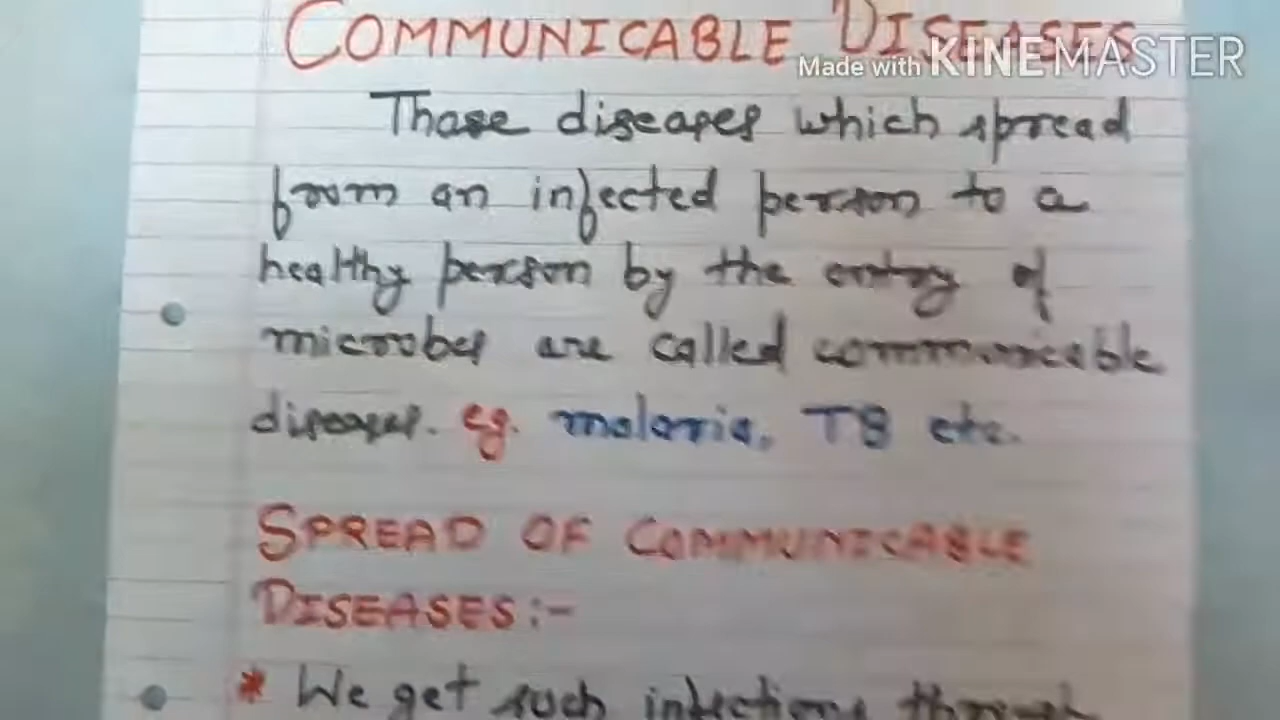 COMMUNICABLE DISEASES
Made with KINEMASTER
Those diseases which spread
from an infected person to a
healthy person by the entry of
microbes are called communicable
diseases. eg. malaria, TB etc.
SPREAD OF COMMUNICABLE
DISEASES:-
* We get such infections through